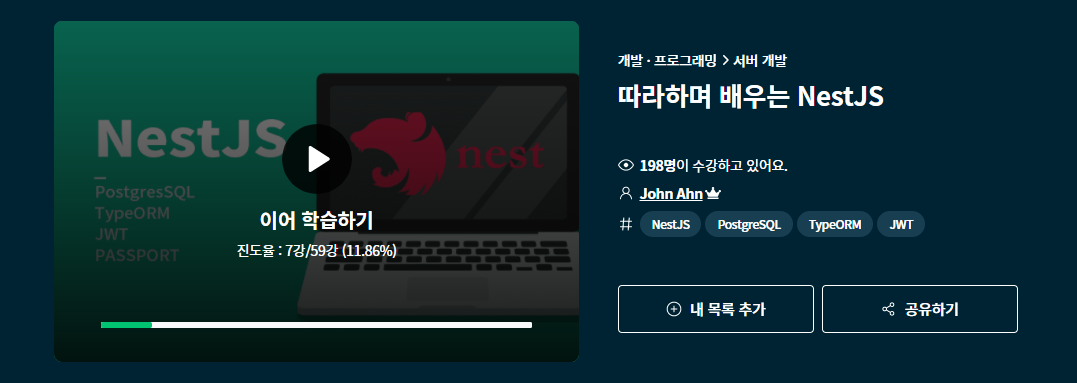 NestJS
PostgresSQL
TypeORM
JWT
PASSPORT
nest
이어 학습하기
진도율 : 7강/59강 (11.86%)
개발 · 프로그래밍 > 서버 개발
따라하며 배우는 NestJS
198명이 수강하고 있어요.
John Ahn
# NestJS PostgreSQL TypeORM JWT
내 목록 추가 공유하기